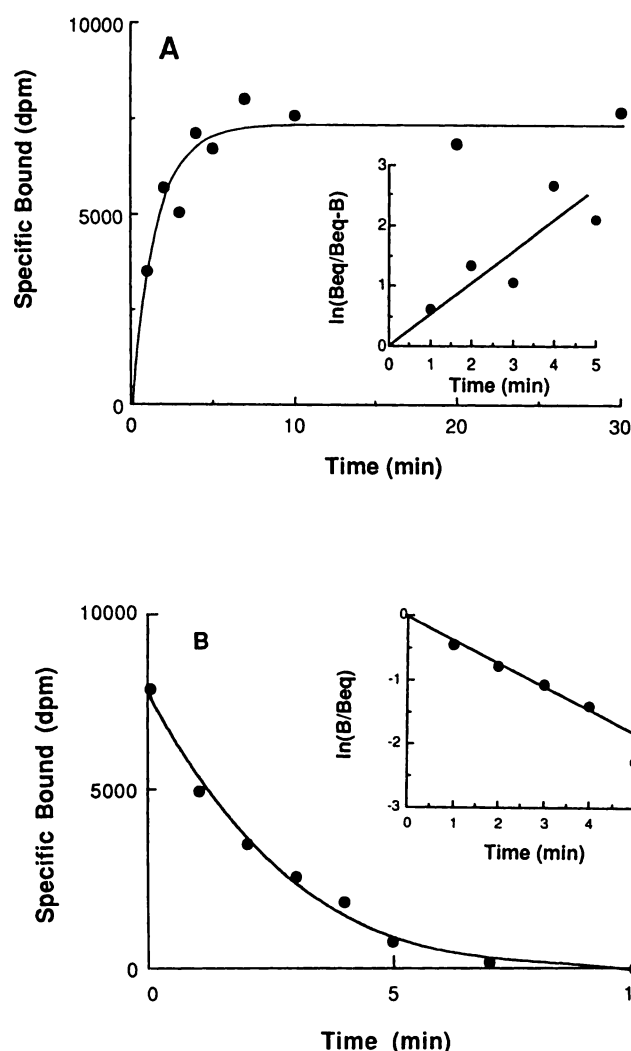 10000
A
Specific Bound (dpm)
5000
0
3
2
1
0
ln(Beq/Beq-B)
0 1 2 3 4 5
Time (min)
0 10 20 30
Time (min)
10000
B
Specific Bound (dpm)
5000
0
0
-1
-2
-3
ln(B/Beq)
0 1 2 3 4
Time (min)
0 5 1
Time (min)